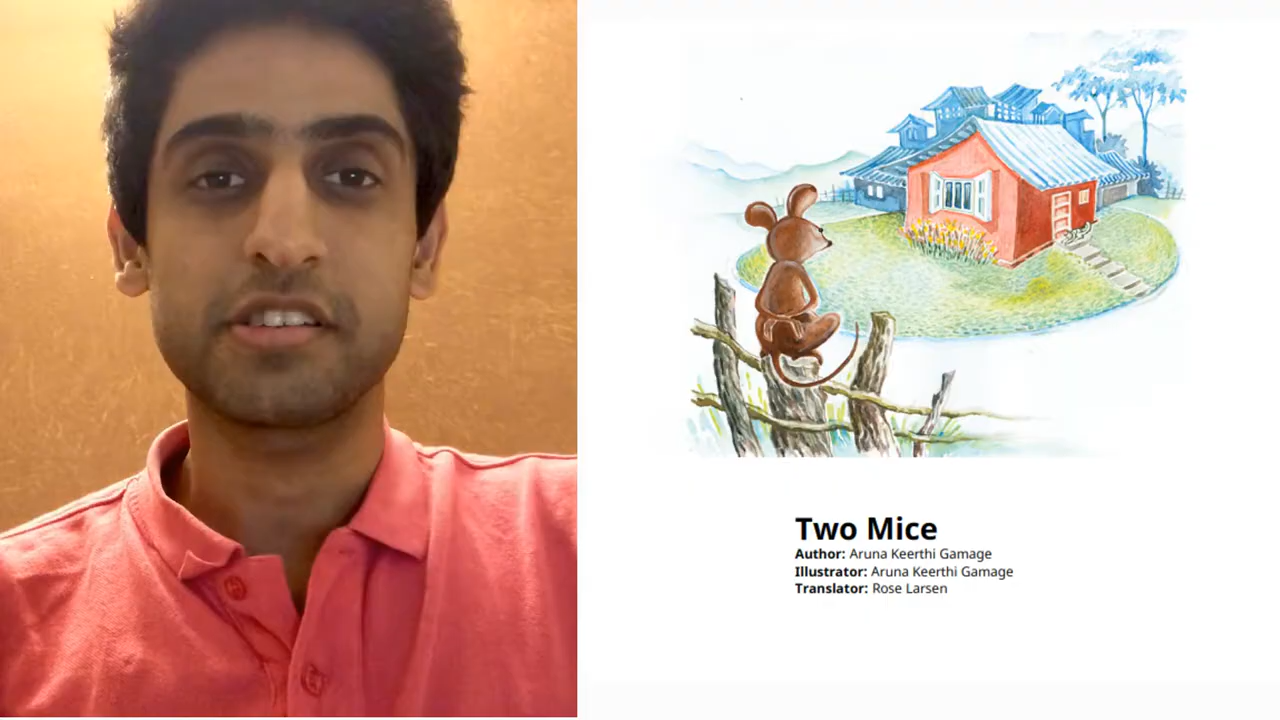 Two Mice
Author: Aruna Keerthi Gamage
Illustrator: Aruna Keerthi Gamage
Translator: Rose Larsen